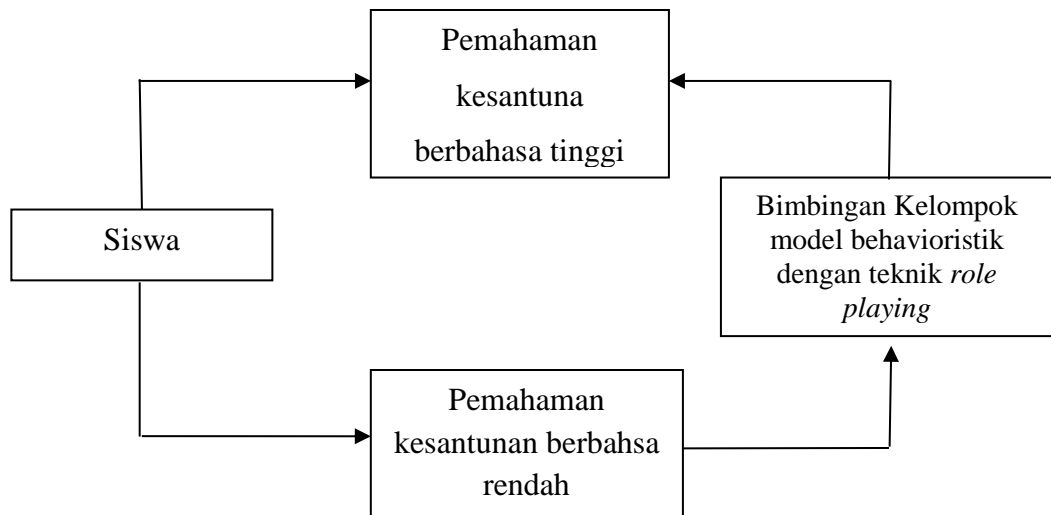 Pemahaman
kesantuna
berbahasa tinggi
Siswa
Bimbingan Kelompok
model behavioristik
dengan teknik role
playing
Pemahaman
kesantunan berbahsa
rendah